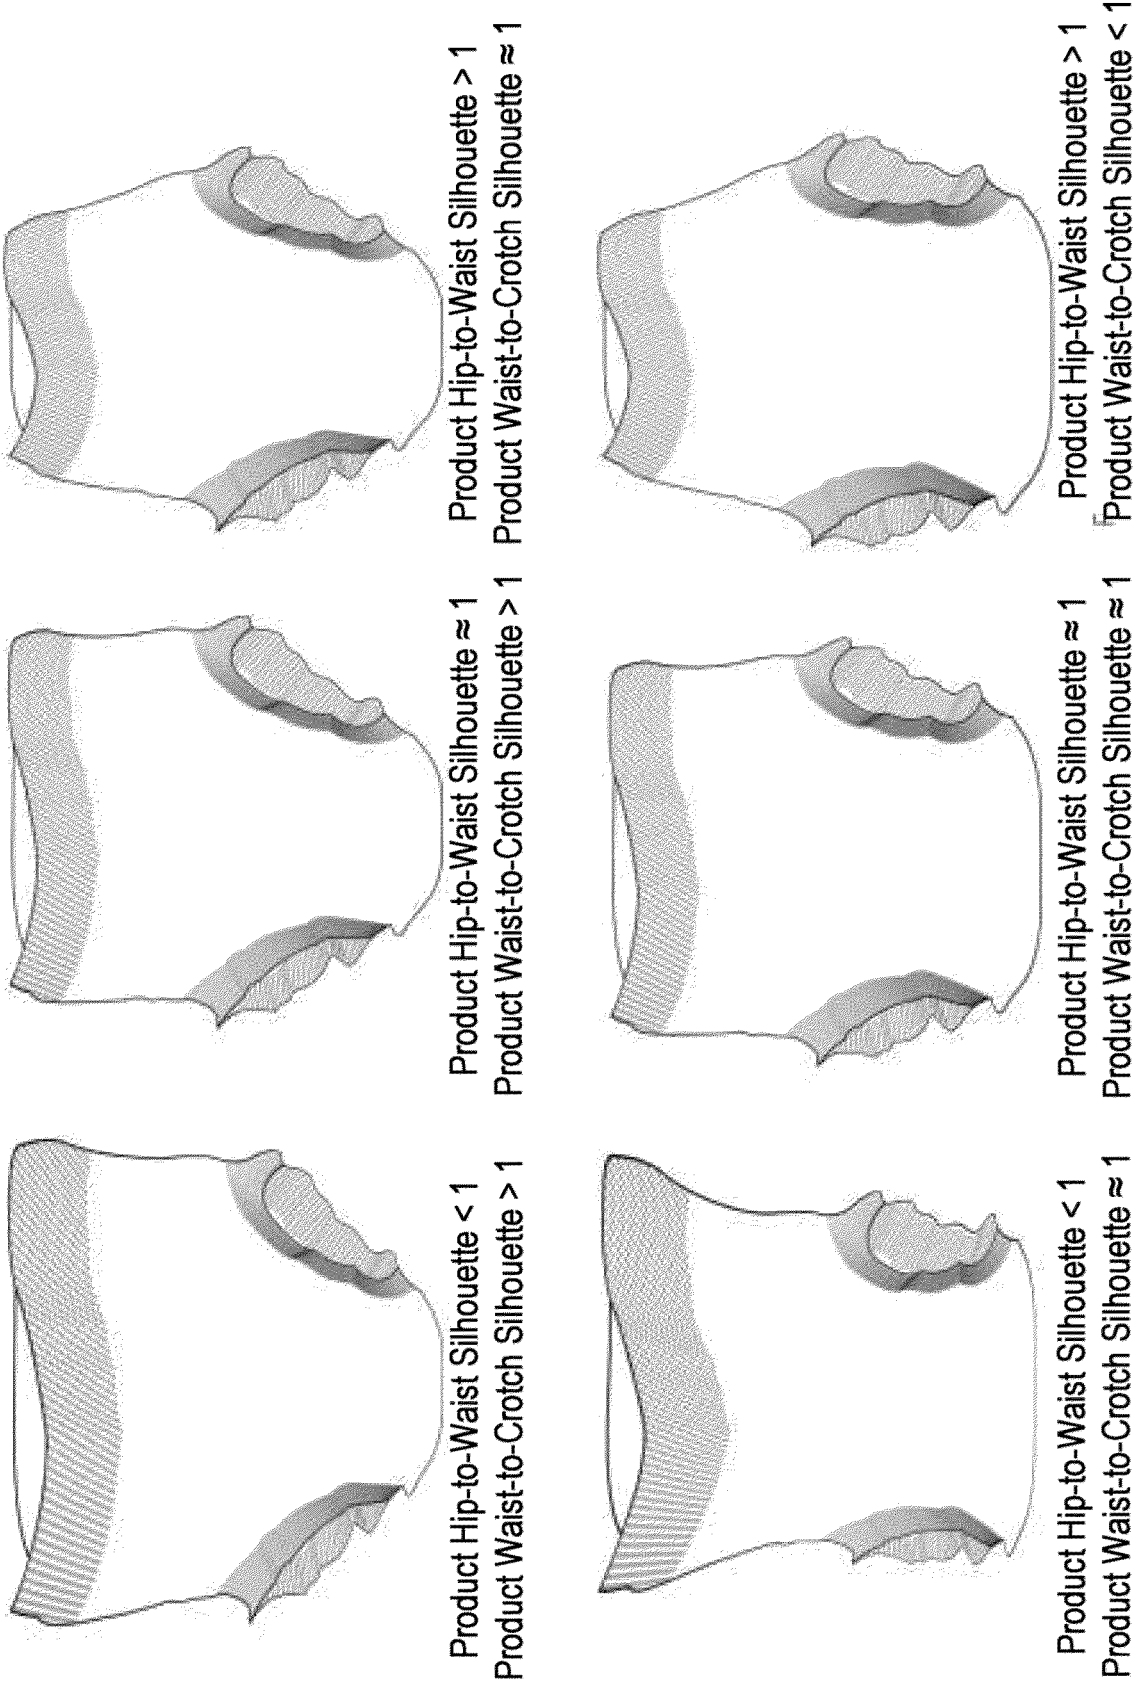 Product Hip-to-Waist Silhouette < 1
Product Waist-to-Crotch Silhouette > 1
Product Hip-to-Waist Silhouette ≈ 1
Product Waist-to-Crotch Silhouette > 1
Product Hip-to-Waist Silhouette > 1
Product Waist-to-Crotch Silhouette ≈ 1
Product Hip-to-Waist Silhouette < 1
Product Waist-to-Crotch Silhouette ≈ 1
Product Hip-to-Waist Silhouette ≈ 1
Product Waist-to-Crotch Silhouette ≈ 1
Product Hip-to-Waist Silhouette > 1
Product Waist-to-Crotch Silhouette < 1